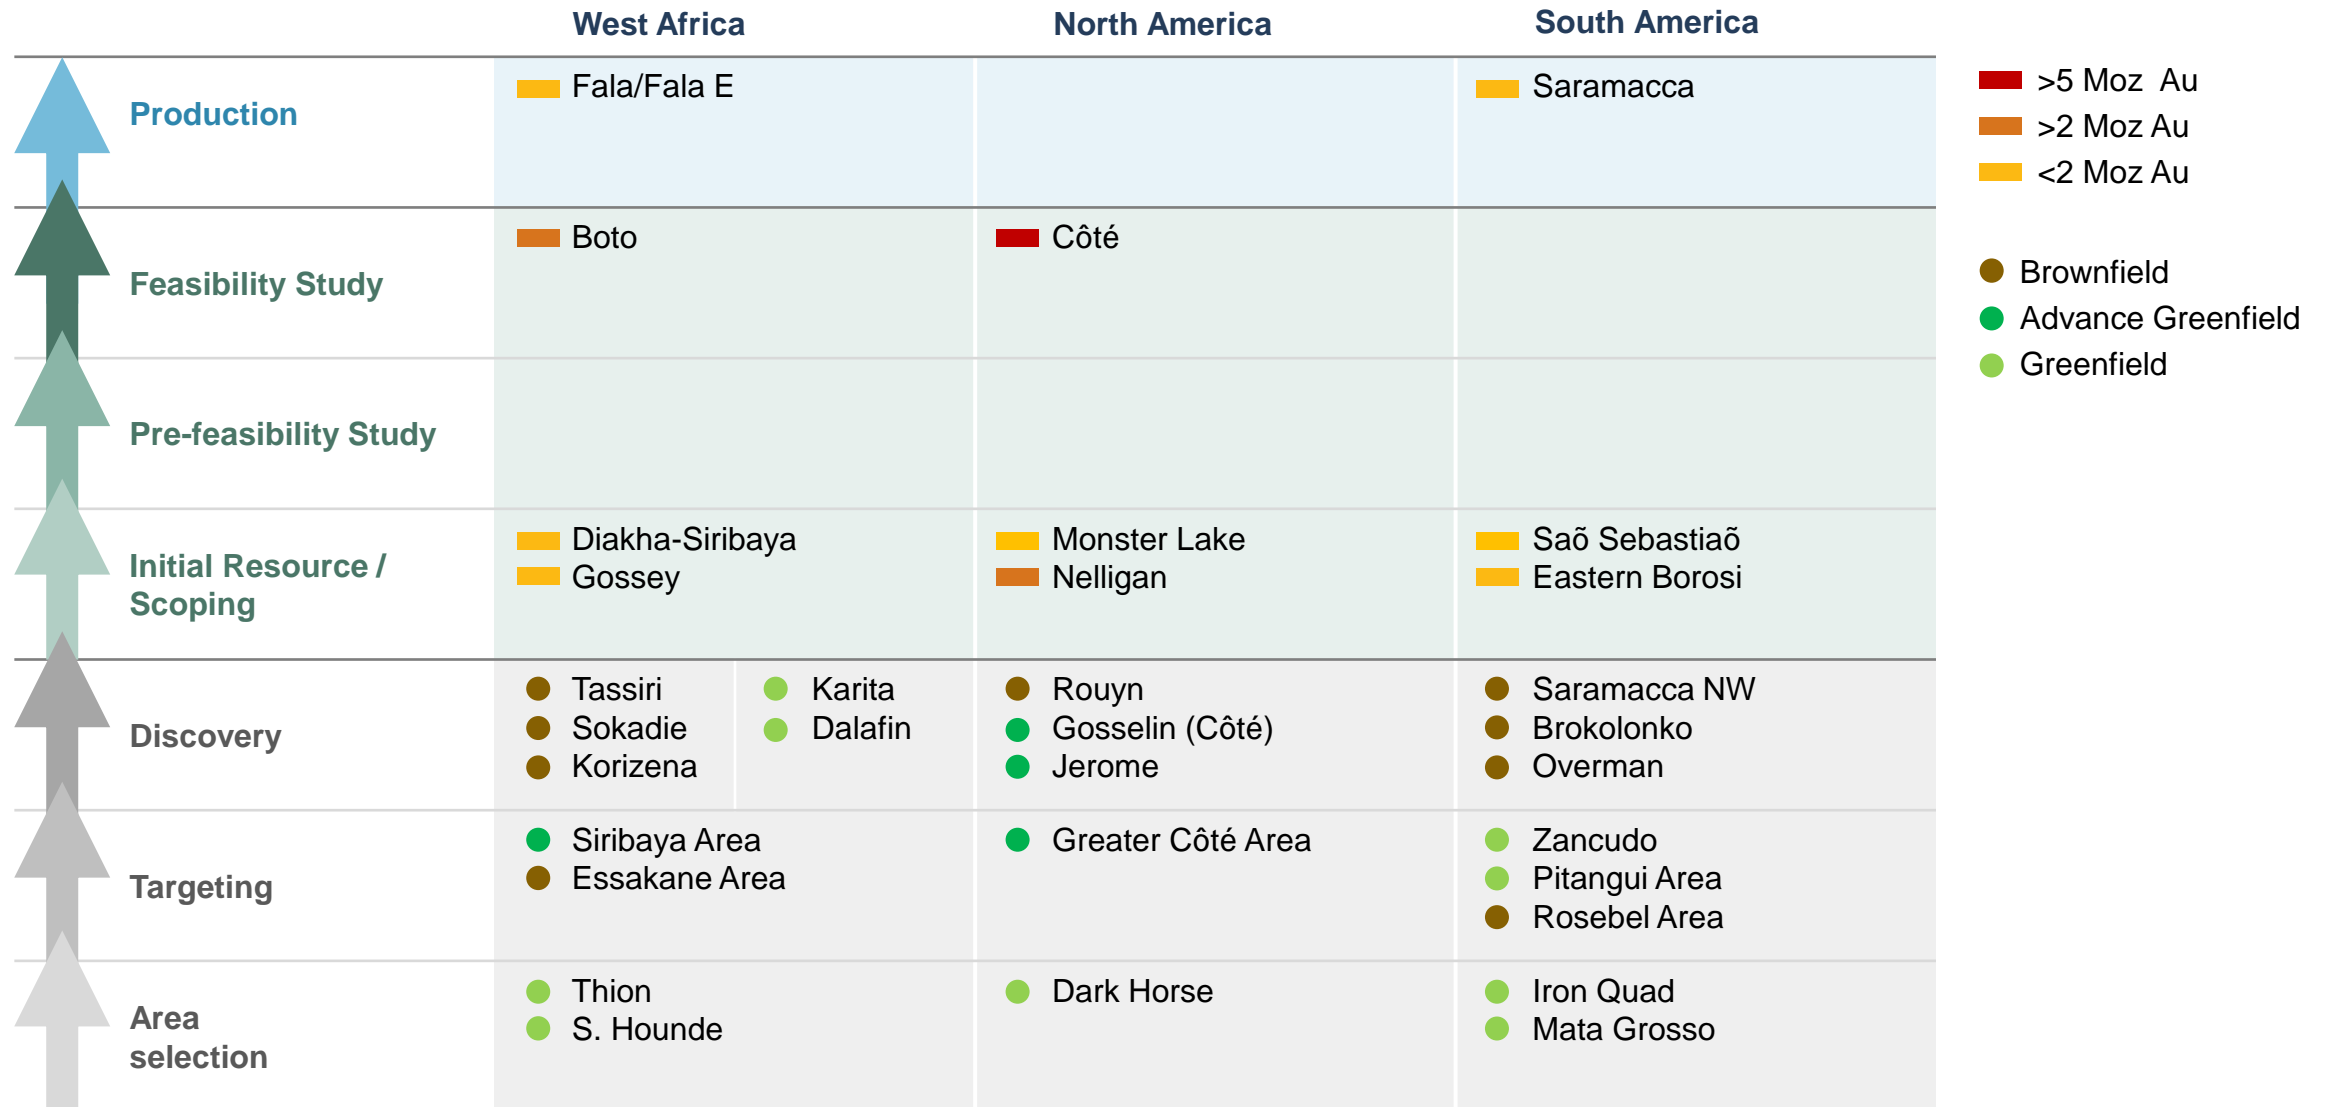 West Africa
North America
South America
Production
Fala/Fala E
Saramacca
Feasibility Study
Boto
Côté
Pre-feasibility Study
Initial Resource /
Scoping
Diakha-Siribaya
Gossey
Monster Lake
Nelligan
Saõ Sebastiaõ
Eastern Borosi
Discovery
Tassiri
Sokadie
Korizena
Karita
Dalafin
Rouyn
Gosselin (Côté)
Jerome
Saramacca NW
Brokolonko
Overman
Targeting
Siribaya Area
Essakane Area
Greater Côté Area
Zancudo
Pitangui Area
Rosebel Area
Area
selection
Thion
S. Hounde
Dark Horse
Iron Quad
Mata Grosso
>5 Moz Au
>2 Moz Au
<2 Moz Au
Brownfield
Advance Greenfield
Greenfield